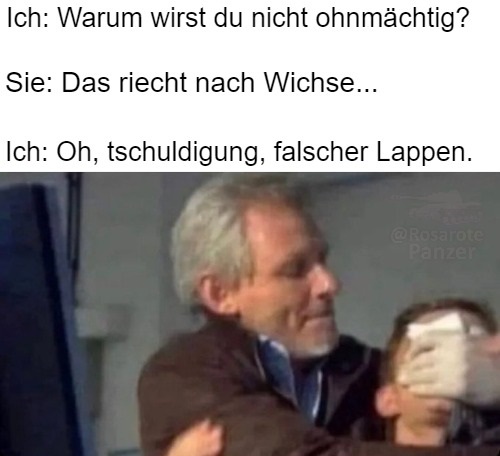 Ich: Warum wirst du nicht ohnmächtig?
Sie: Das riecht nach Wichse...
Ich: Oh, tschuldigung, falscher Lappen.
@Rosarote
Panzer